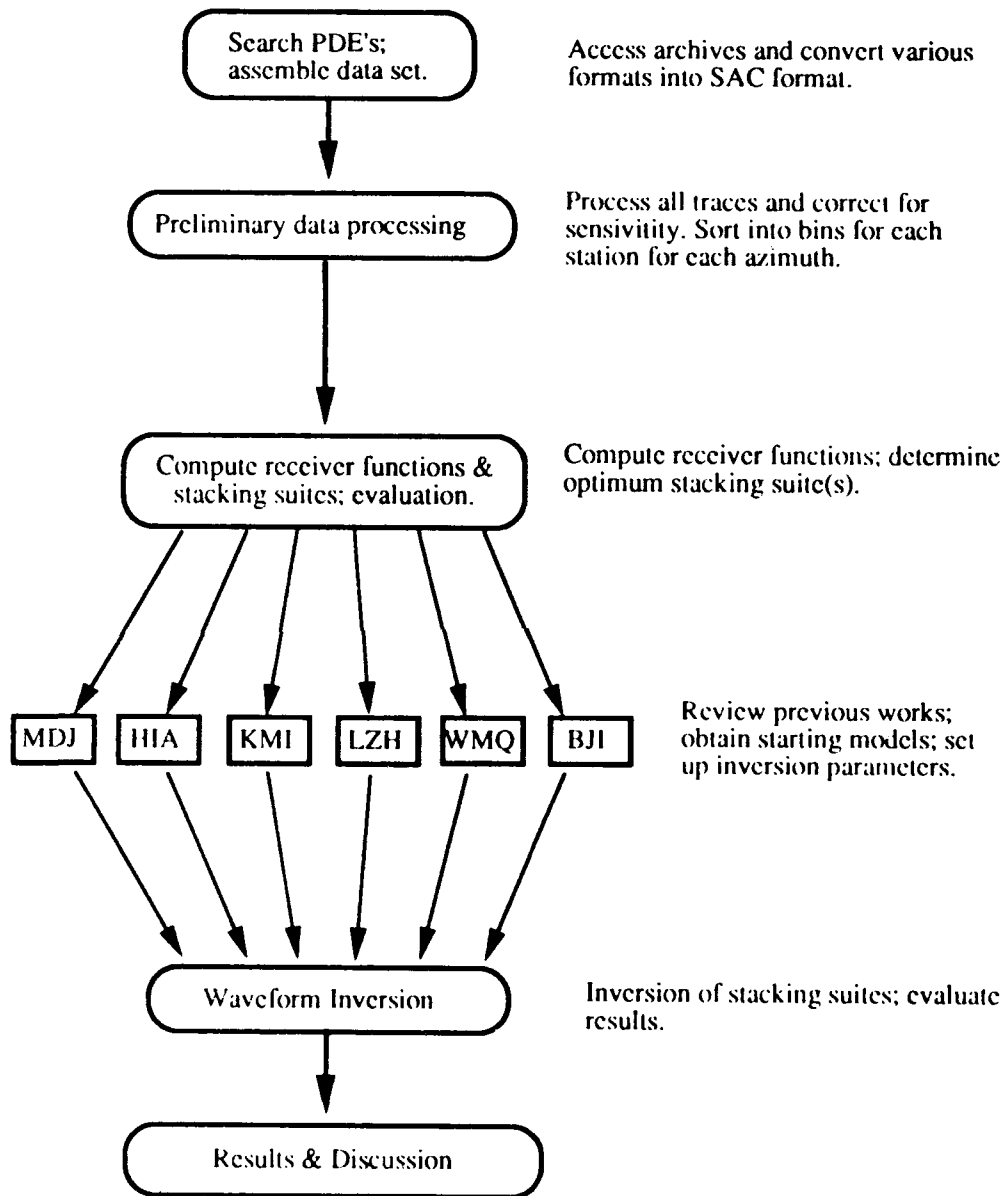 Search PDE's;
assemble data set.
Access archives and convert various
formats into SAC format.
Preliminary data processing
Process all traces and correct for
sensivitity. Sort into bins for each
station for each azimuth.
Compute receiver functions &
stacking suites; evaluation.
Compute receiver functions; determine
optimum stacking suite(s).
MDJ
HIA
KMI
LZH
WMQ
BJI
Review previous works;
obtain starting models; set
up inversion parameters.
Waveform Inversion
Inversion of stacking suites; evaluate
results.
Results & Discussion